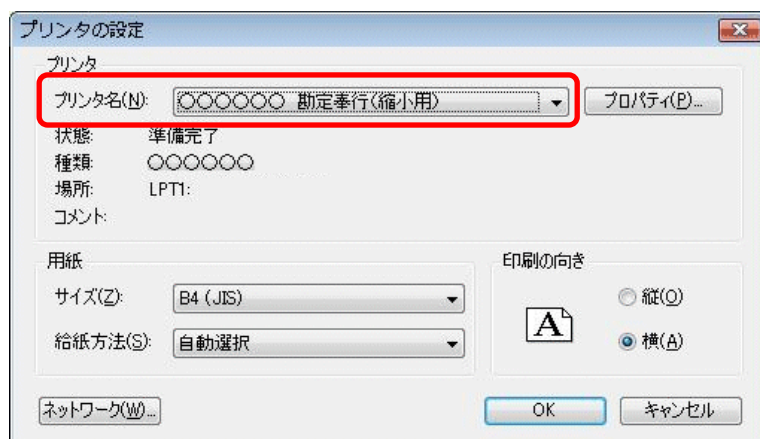 プリンタの設定
プリンタ
プリンタ名(N): 〇〇〇〇〇〇 勘定奉行(縮小用) プロパティ(P)...
状態: 準備完了
種類: 〇〇〇〇〇〇
場所: LPT1:
コメント:
用紙
サイズ(Z): B4 (JIS)
給紙方法(S): 自動選択
印刷の向き
A
縦(O)
横(A)
ネットワーク(W)...
OK
キャンセル